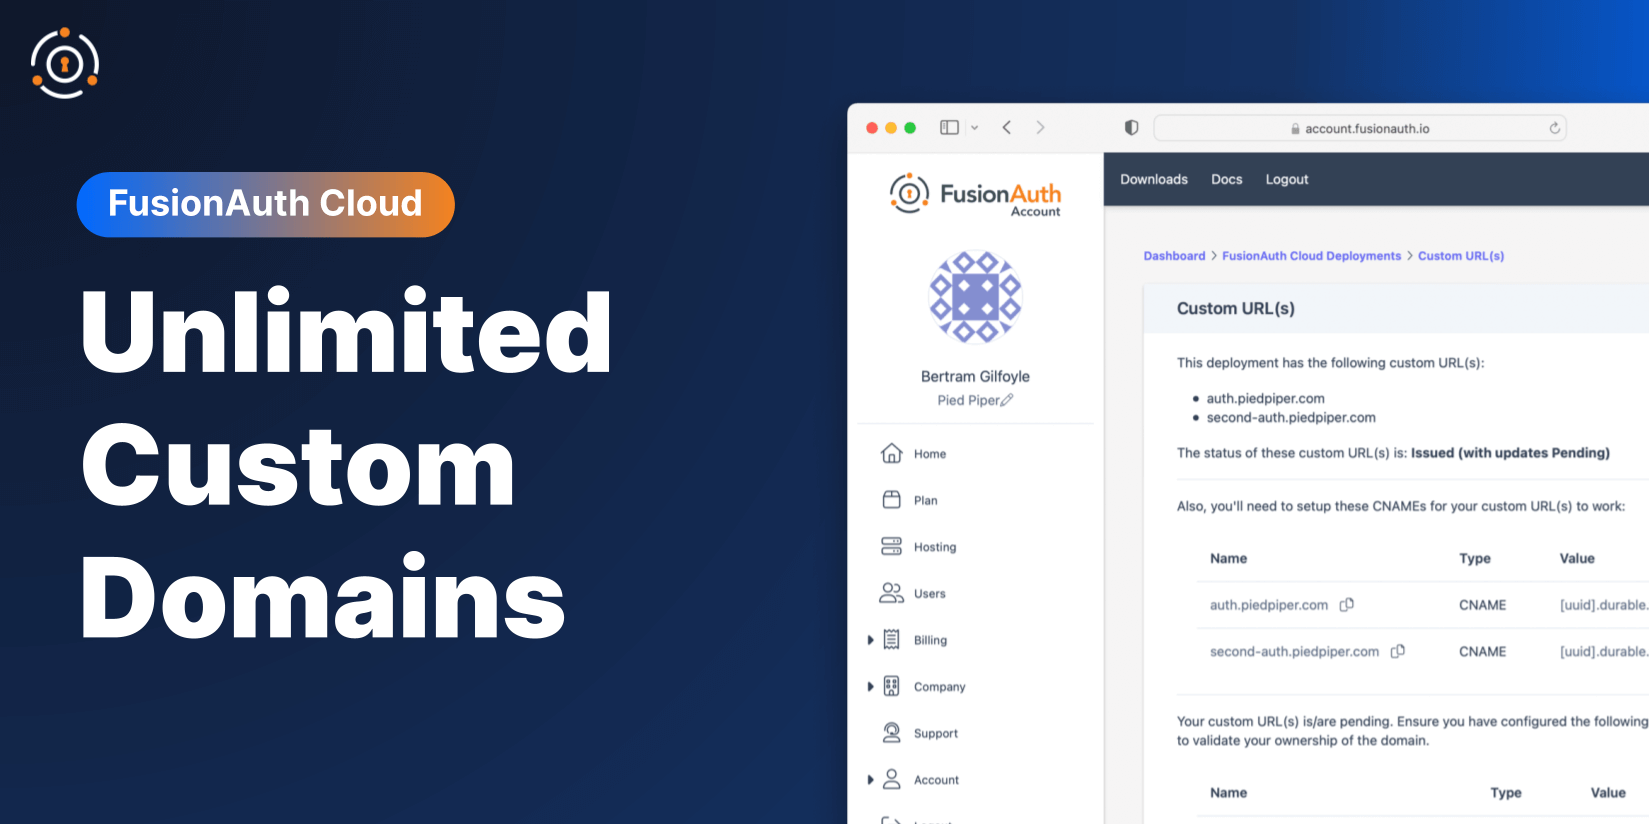 FusionAuth Cloud
Unlimited
Custom
Domains
account.fusionauth.io
FusionAuth
Account
Bertram Gilfoyle
Pied Piper
Home
Plan
Hosting
Users
Billing
Company
Support
Account
Downloads Docs Logout
Dashboard > FusionAuth Cloud Deployments > Custom URL(s)
Custom URL(s)
This deployment has the following custom URL(s):
• auth.piedpiper.com
• second-auth.piedpiper.com
The status of these custom URL(s) is: Issued (with updates Pending)
Also, you'll need to setup these CNAMEs for your custom URL(s) to work:
Name Type Value
auth.piedpiper.com CNAME [uuid].durable.
second-auth.piedpiper.com CNAME [uuid].durable.
Your custom URL(s) is/are pending. Ensure you have configured the following
to validate your ownership of the domain.
Name Type Value